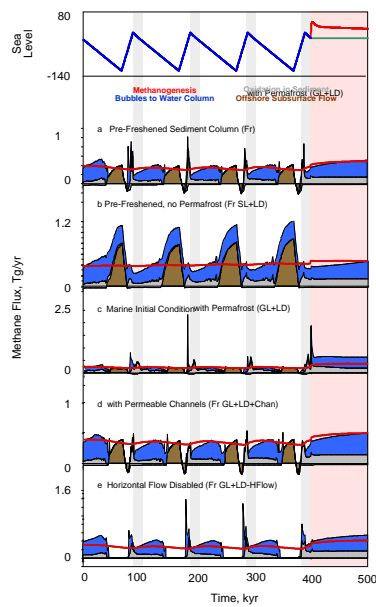 80
Sea
Level
-140
Methanogenesis
Oxidation in Sediment
with Permafrost (GL+LD)
Bubbles to Water Column
Offshore Subsurface Flow
a Pre-Freshened Sediment Column (Fr)
1
0
b Pre-Freshened, no Permafrost (Fr SL+LD)
1.2
0
Methane Flux, Tg/yr
c Marine Initial Condition
with Permafrost (GL+LD)
2.5
0
d with Permeable Channels (Fr GL+LD+Chan)
1
0
e Horizontal Flow Disabled (Fr GL+LD-HFlow)
1.6
0
0 100 200 300 400 500
Time, kyr